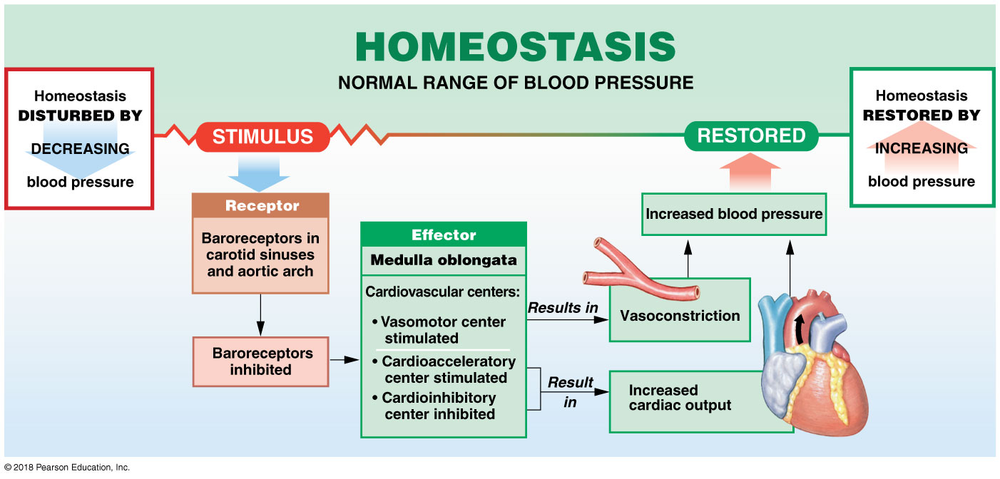 HOMEOSTASIS
NORMAL RANGE OF BLOOD PRESSURE
Homeostasis
DISTURBED BY
DECREASING
blood pressure
STIMULUS
RESTORED
Homeostasis
RESTORED BY
INCREASING
blood pressure
Receptor
Baroreceptors in
carotid sinuses
and aortic arch
Baroreceptors
inhibited
Effector
Medulla oblongata
Cardiovascular centers:
• Vasomotor center
stimulated
• Cardioacceleratory
center stimulated
• Cardioinhibitory
center inhibited
Results in
Vasoconstriction
Result
in
Increased
cardiac output
Increased blood pressure
© 2018 Pearson Education, Inc.